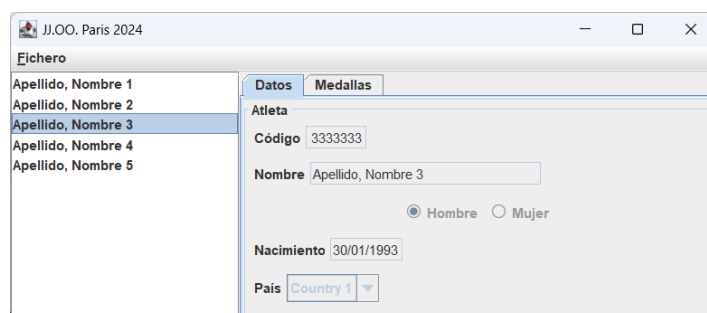 JJ.OO. Paris 2024
Fichero
Apellido, Nombre 1
Apellido, Nombre 2
Apellido, Nombre 3
Apellido, Nombre 4
Apellido, Nombre 5
Datos Medallas
Atleta
Código 3333333
Nombre Apellido, Nombre 3
Hombre Mujer
Nacimiento 30/01/1993
País Country 1